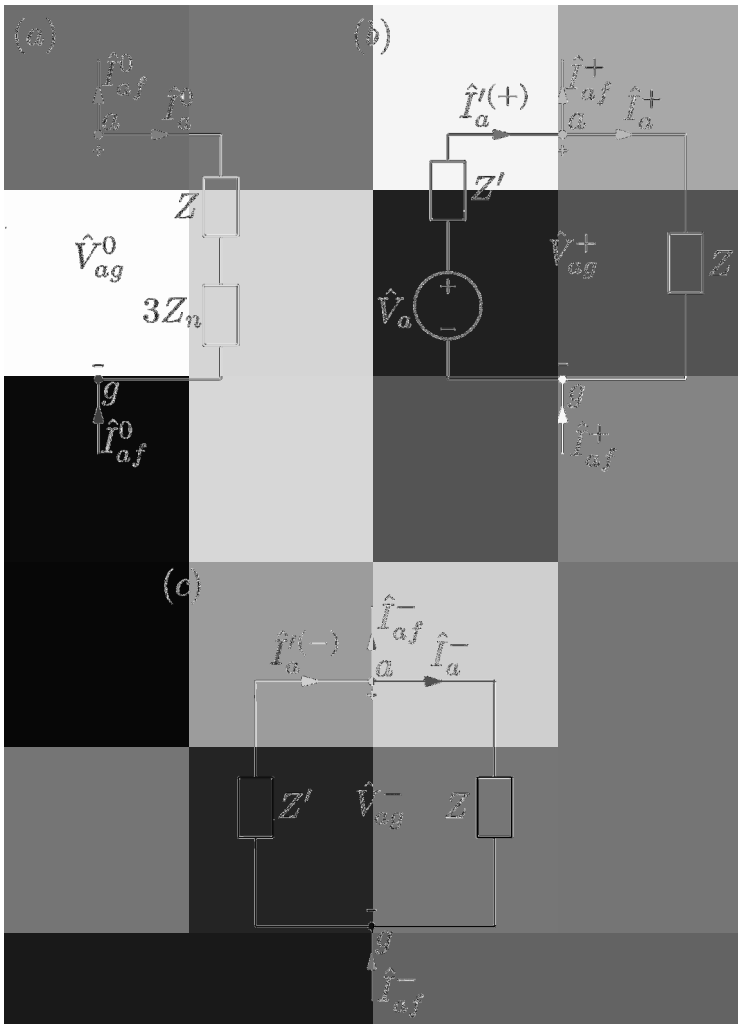 (a)
Î⁰_af
a Î⁰_a
+
Z
V̂⁰_ag
3Z_n
-
g
Î⁰_af
(b)
Î⁺_af
Î′⁽⁺⁾_a a Î⁺_a
+
Z′
V̂⁺_ag Z
+
V̂_a
−
-
g
Î⁺_af
(c)
Î⁻_af
Î′⁽⁻⁾_a a Î⁻_a
+
Z′ V̂⁻_ag Z
-
g
Î⁻_af